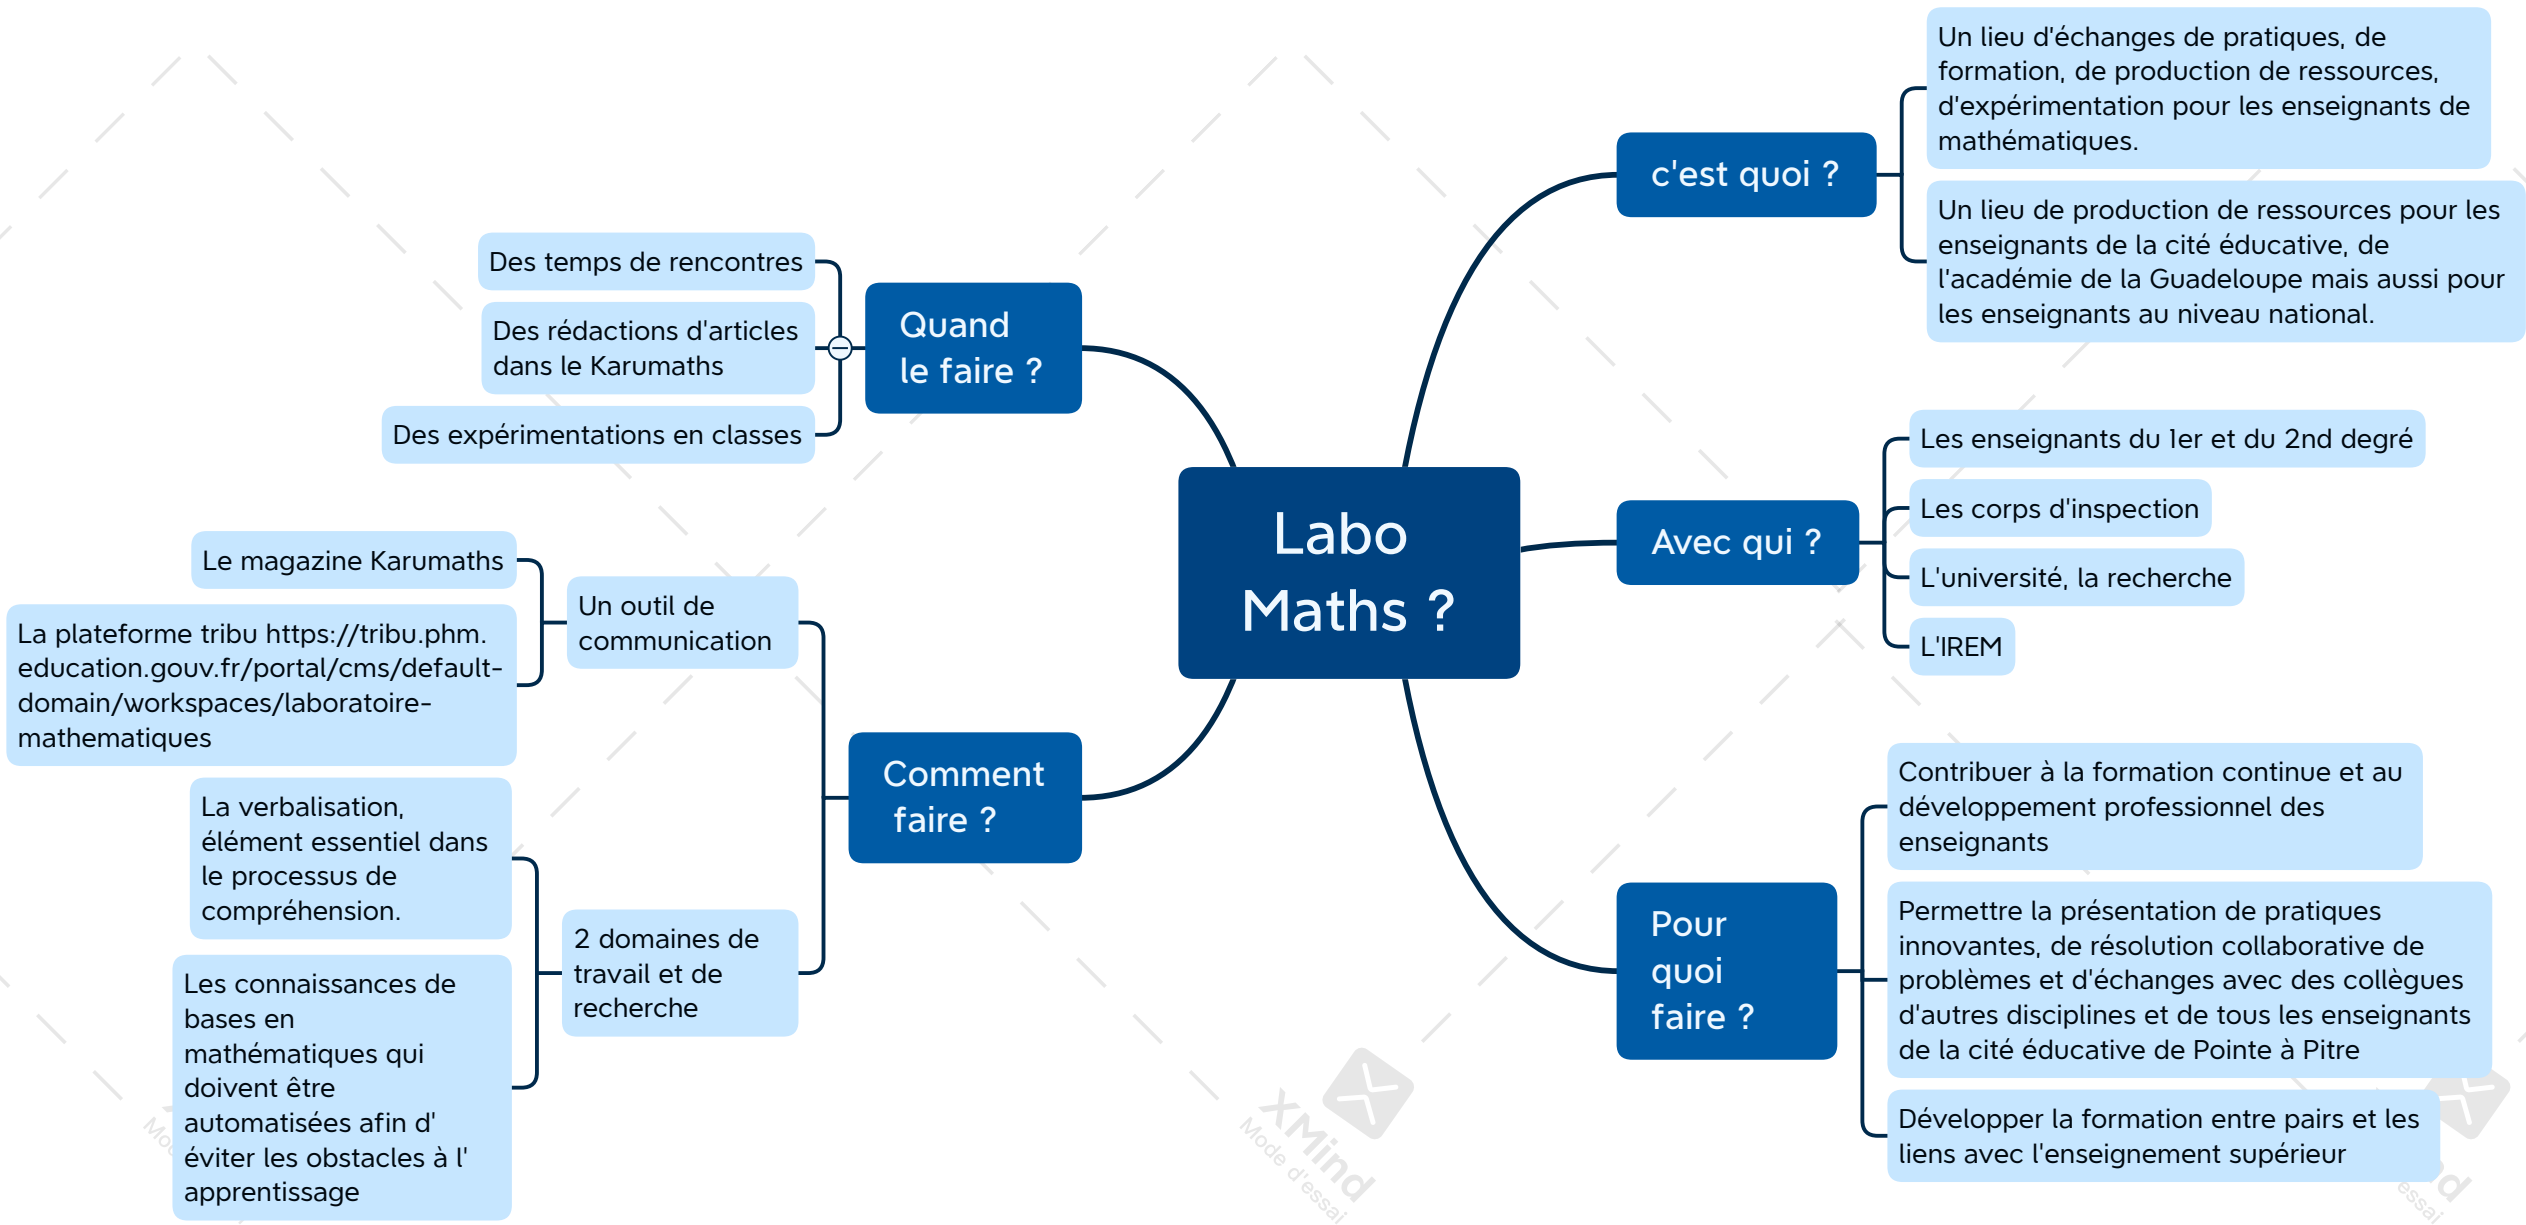 Labo
Maths ?
c'est quoi ?
Un lieu d'échanges de pratiques, de
formation, de production de ressources,
d'expérimentation pour les enseignants de
mathématiques.
Un lieu de production de ressources pour les
enseignants de la cité éducative, de
l'académie de la Guadeloupe mais aussi pour
les enseignants au niveau national.
Avec qui ?
Les enseignants du 1er et du 2nd degré
Les corps d'inspection
L'université, la recherche
L'IREM
Pour
quoi
faire ?
Contribuer à la formation continue et au
développement professionnel des
enseignants
Permettre la présentation de pratiques
innovantes, de résolution collaborative de
problèmes et d'échanges avec des collègues
d'autres disciplines et de tous les enseignants
de la cité éducative de Pointe à Pitre
Développer la formation entre pairs et les
liens avec l'enseignement supérieur
Quand
le faire ?
Des temps de rencontres
Des rédactions d'articles
dans le Karumaths
Des expérimentations en classes
Comment
faire ?
Un outil de
communication
Le magazine Karumaths
La plateforme tribu https://tribu.phm.
education.gouv.fr/portal/cms/default-
domain/workspaces/laboratoire-
mathematiques
2 domaines de
travail et de
recherche
La verbalisation,
élément essentiel dans
le processus de
compréhension.
Les connaissances de
bases en
mathématiques qui
doivent être
automatisées afin d'
éviter les obstacles à l'
apprentissage
XMind
Mode d'essai